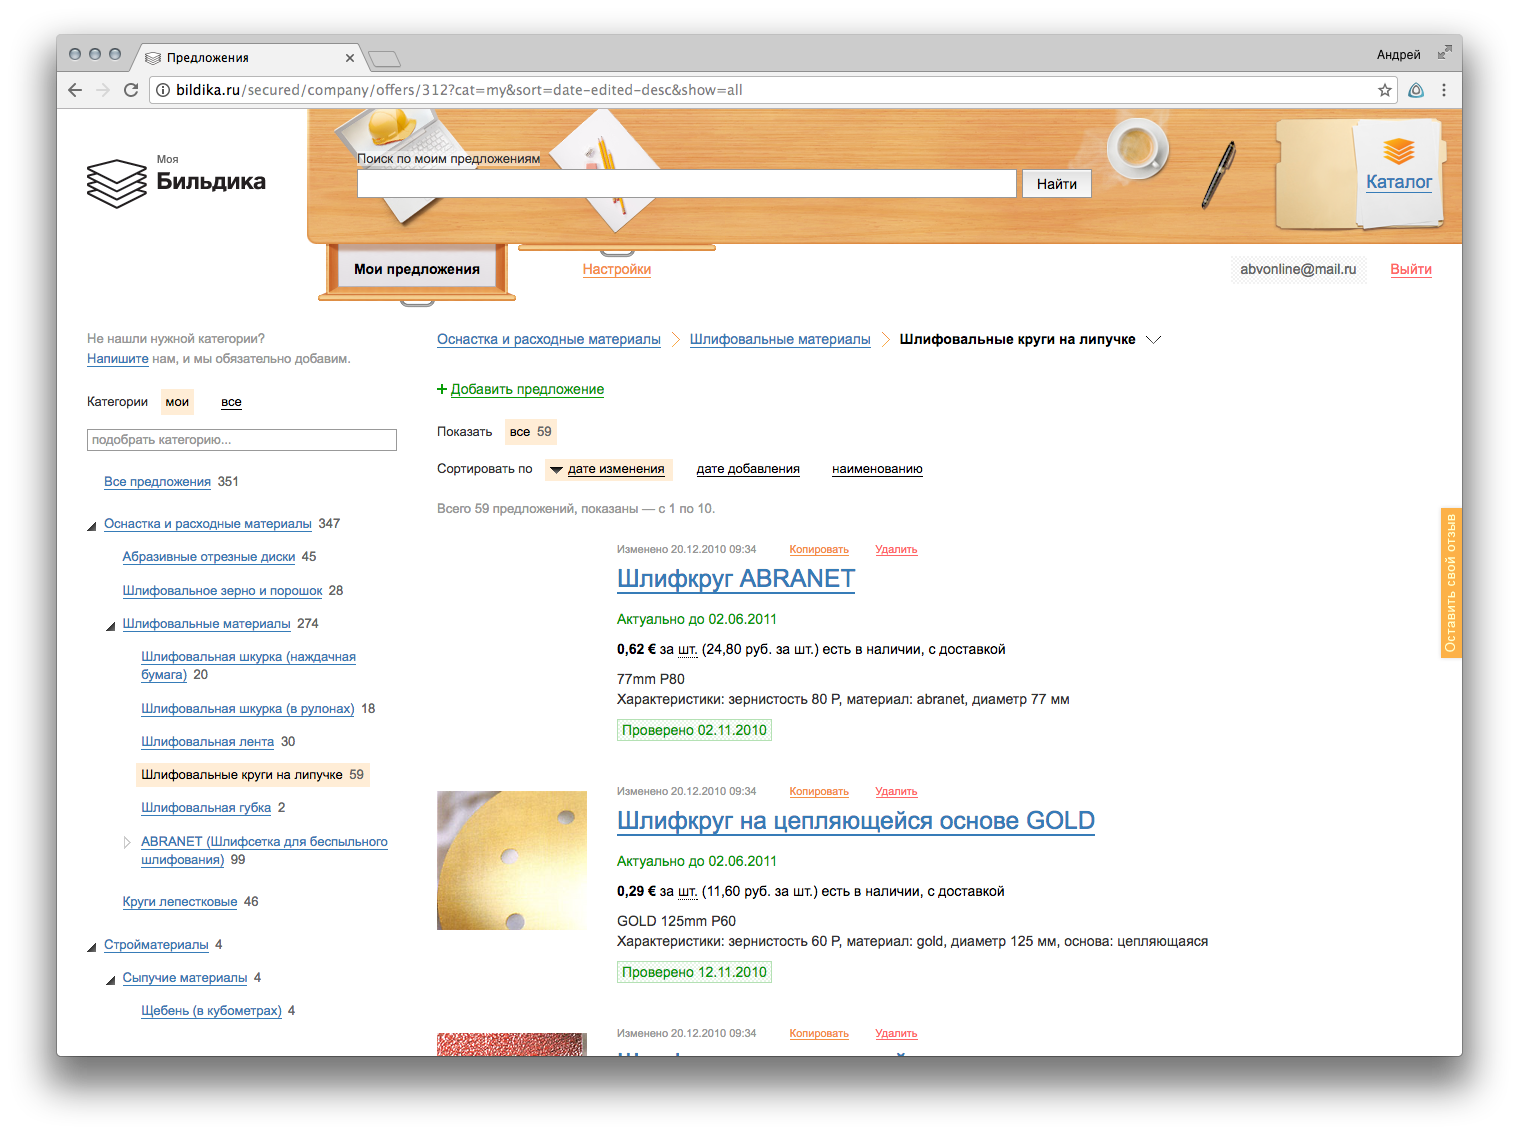 Предложения
Андрей
bildika.ru/secured/company/offers/312?cat=my&sort=date-edited-desc&show=all
Моя
Бильдика
Поиск по моим предложениям
Найти
Каталог
Мои предложения
Настройки
abvonline@mail.ru
Выйти
Не нашли нужной категории?
Напишите нам, и мы обязательно добавим.
Категории мои все
подобрать категорию...
Все предложения 351
Оснастка и расходные материалы 347
Абразивные отрезные диски 45
Шлифовальное зерно и порошок 28
Шлифовальные материалы 274
Шлифовальная шкурка (наждачная
бумага) 20
Шлифовальная шкурка (в рулонах) 18
Шлифовальная лента 30
Шлифовальные круги на липучке 59
Шлифовальная губка 2
ABRANET (Шлифсетка для беспыльного
шлифования) 99
Круги лепестковые 46
Стройматериалы 4
Сыпучие материалы 4
Щебень (в кубометрах) 4
Оснастка и расходные материалы Шлифовальные материалы Шлифовальные круги на липучке
+ Добавить предложение
Показать все 59
Сортировать по дате изменения дате добавления наименованию
Всего 59 предложений, показаны — с 1 по 10.
Изменено 20.12.2010 09:34 Копировать Удалить
Шлифкруг ABRANET
Актуально до 02.06.2011
0,62 € за шт. (24,80 руб. за шт.) есть в наличии, с доставкой
77mm P80
Характеристики: зернистость 80 P, материал: abranet, диаметр 77 мм
Проверено 02.11.2010
Изменено 20.12.2010 09:34 Копировать Удалить
Шлифкруг на цепляющейся основе GOLD
Актуально до 02.06.2011
0,29 € за шт. (11,60 руб. за шт.) есть в наличии, с доставкой
GOLD 125mm P60
Характеристики: зернистость 60 P, материал: gold, диаметр 125 мм, основа: цепляющаяся
Проверено 12.11.2010
Изменено 20.12.2010 09:34 Копировать Удалить
Оставить свой отзыв